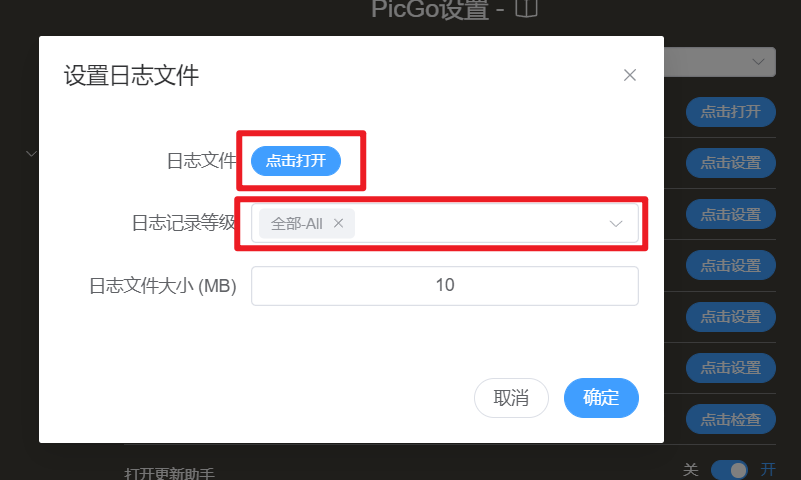 PicGo设置 -
设置日志文件
点击打开
日志文件 点击打开
点击设置
日志记录等级 全部-All
点击设置
点击设置
日志文件大小 (MB) 10
点击设置
点击设置
取消 确定
点击检查
打开更新助手 关 开